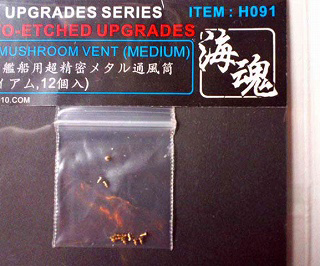 UPGRADES SERIES ITEM : H091
O-ETCHED UPGRADES
MUSHROOM VENT (MEDIUM)
艦船用超精密メタル通風筒
イアム,12個入)
10.COM
海魂